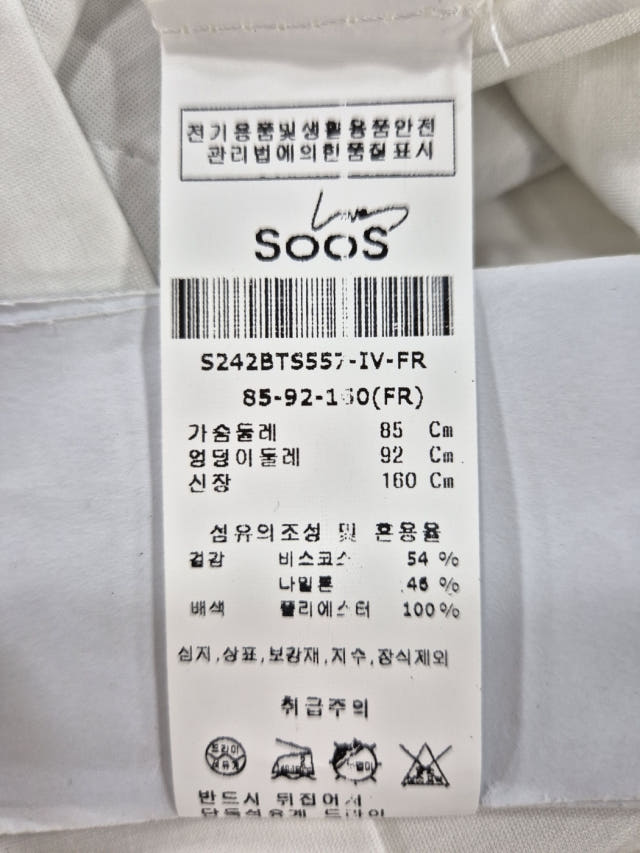 전기용품및생활용품안전
관리법에의한품질표시
Lovey
SOOS
S242BTS557-IV-FR
85-92-160(FR)
가슴둘레 85 Cm
엉덩이둘레 92 Cm
신장 160 Cm
섬유의조성 및 혼용율
겉감 비스코스 54 %
나일론 46 %
배색 폴리에스터 100%
심지,상표,보강재,자수,장식제외
취급주의
드라이
반드시 뒤집어서